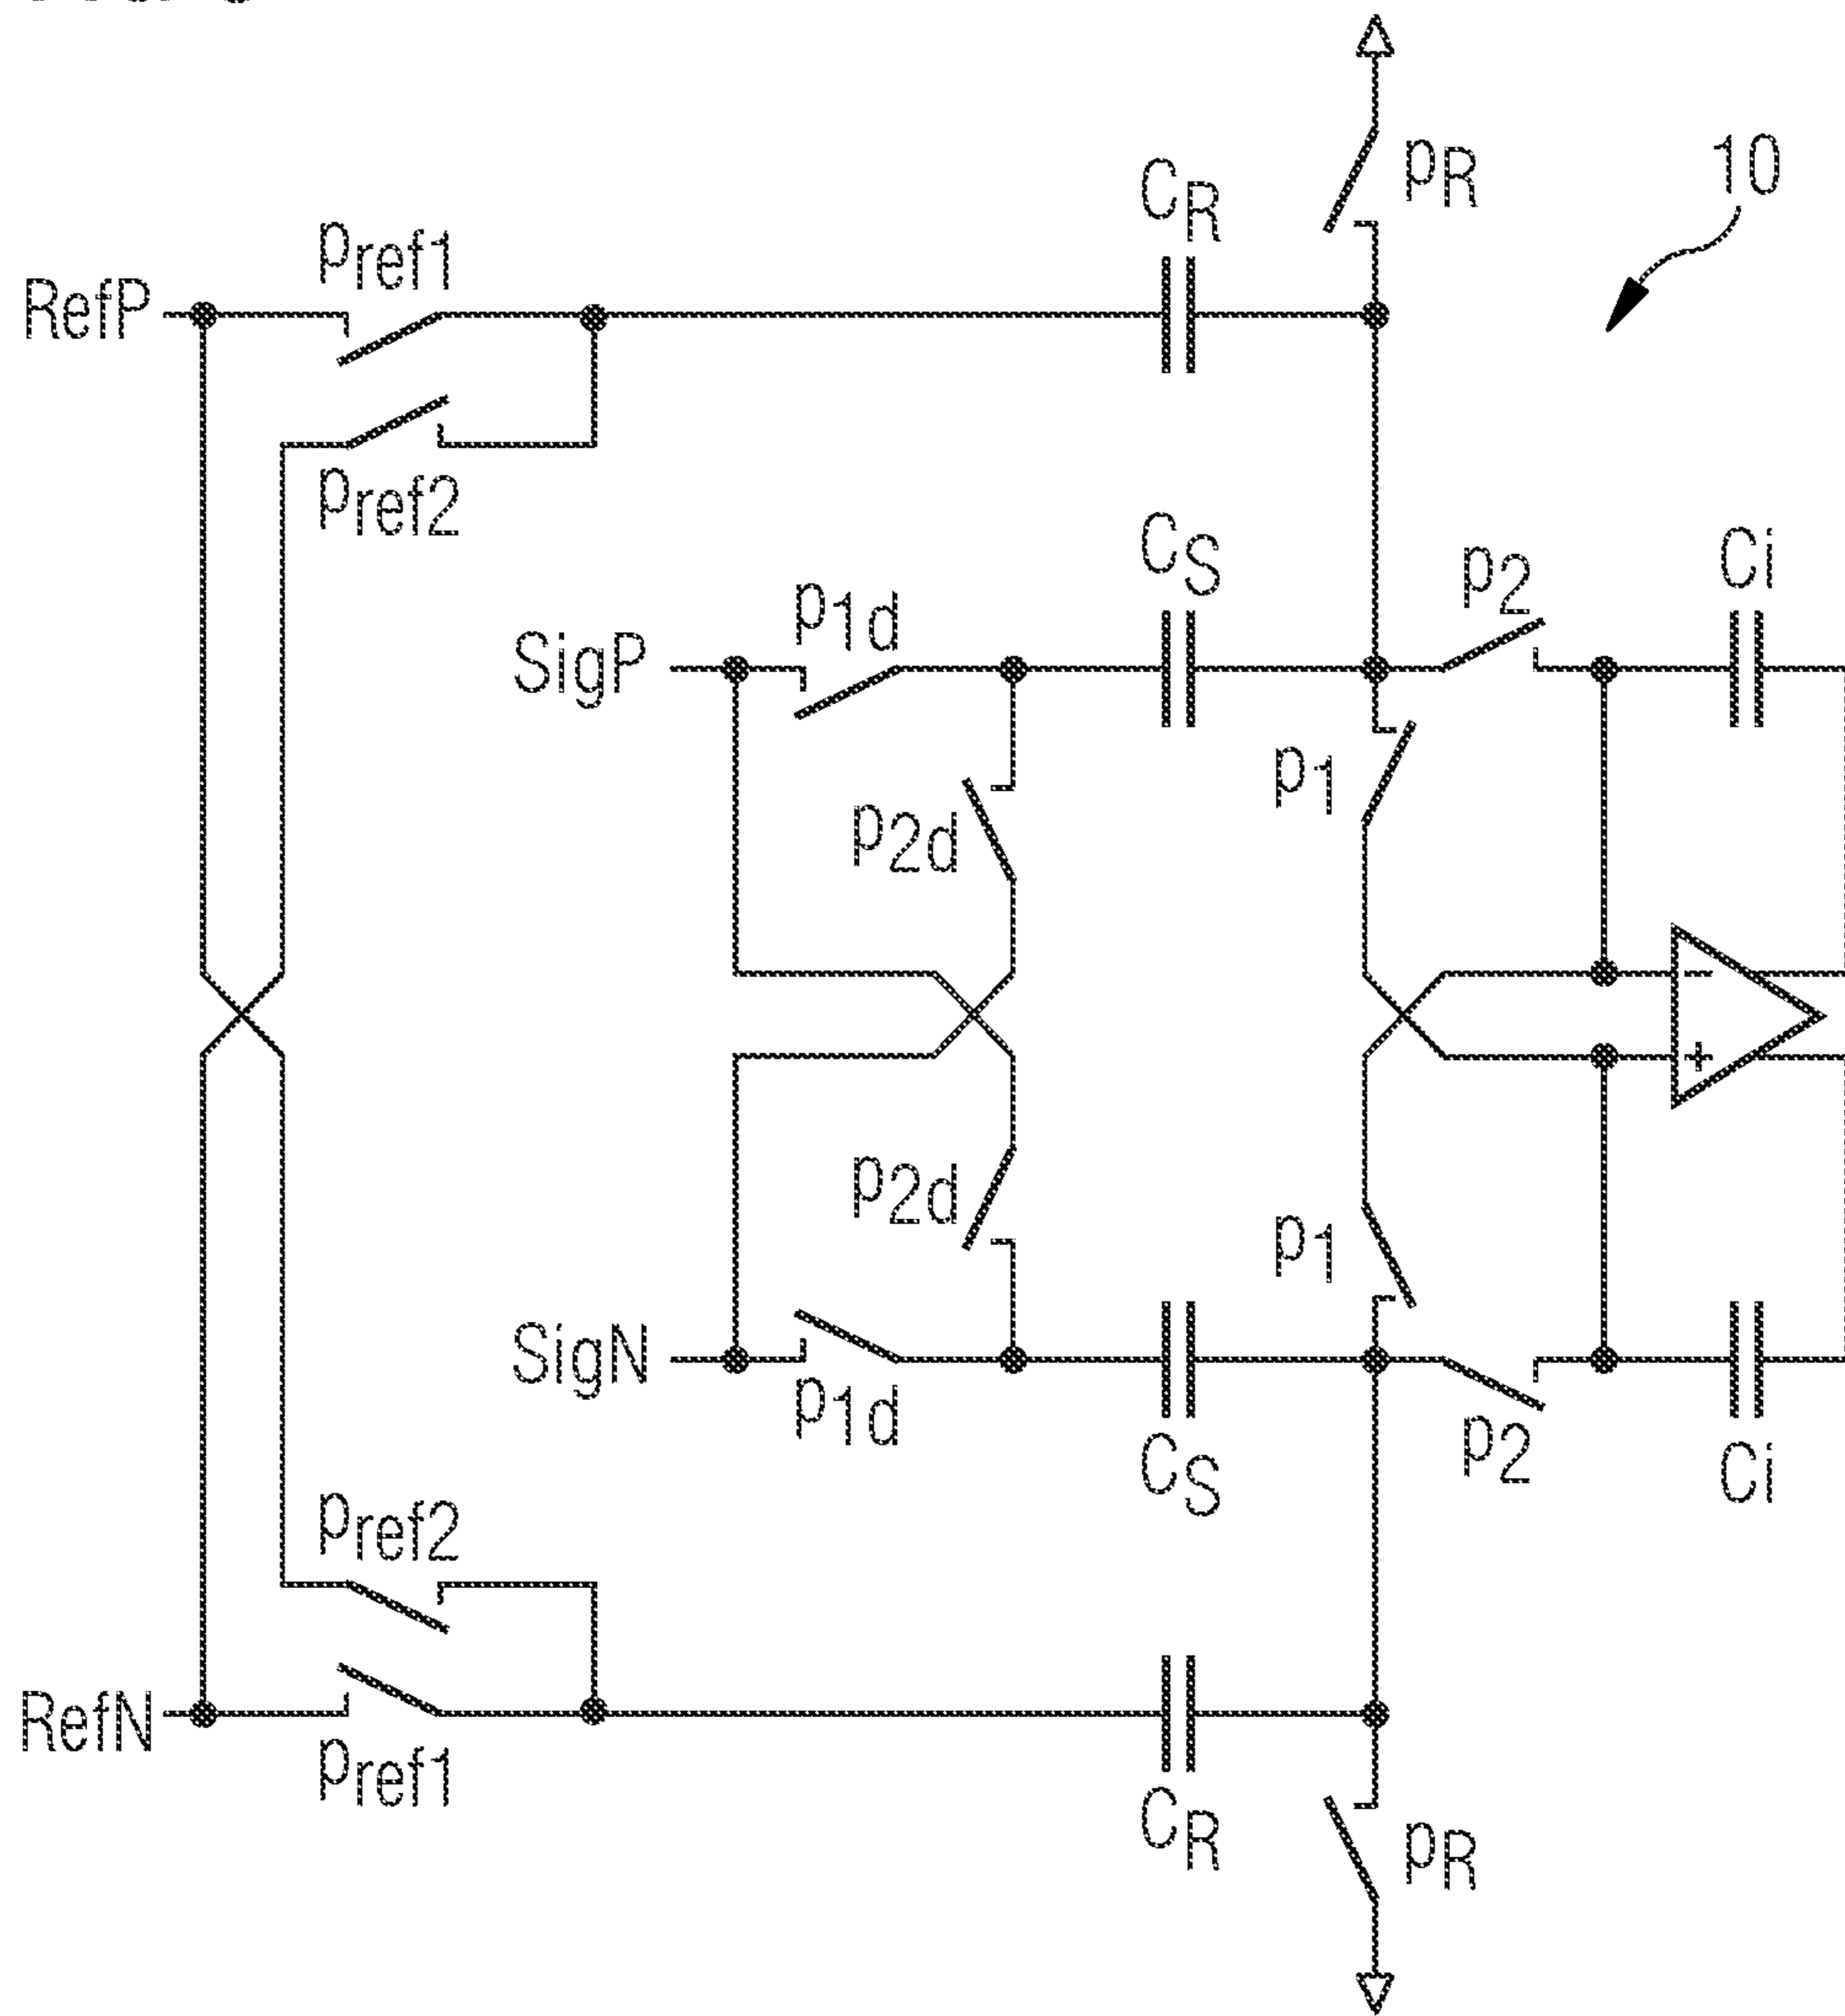 pR
10
CR
pref1
RefP
pref2
CS
p2
Ci
p1d
SigP
p1
p2d
−
+
p2d
p1
SigN
p1d
CS
p2
Ci
pref2
RefN
pref1
CR
pR